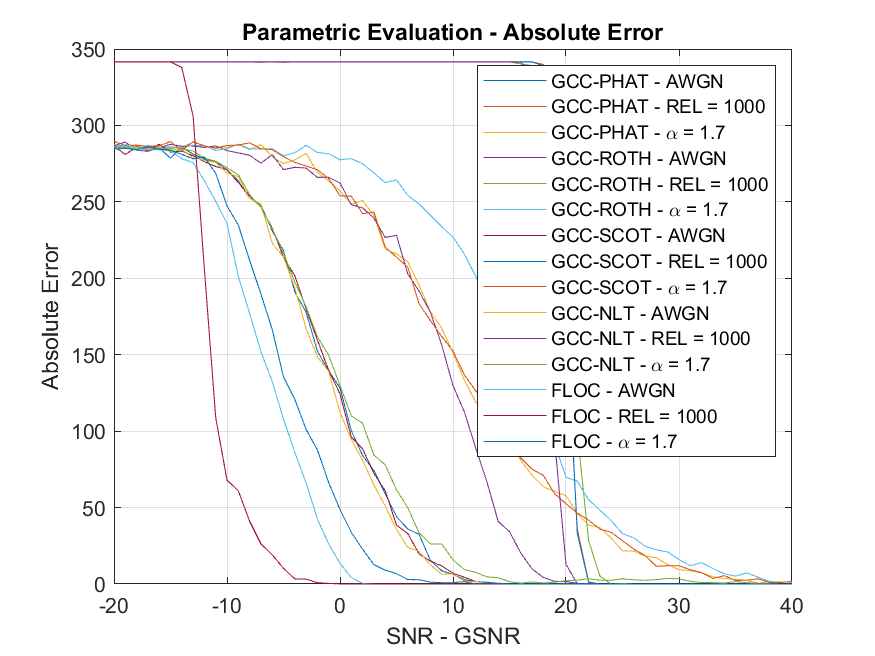 Parametric Evaluation - Absolute Error
350
300
250
200
150
100
50
0
Absolute Error
GCC-PHAT - AWGN
GCC-PHAT - REL = 1000
GCC-PHAT - α = 1.7
GCC-ROTH - AWGN
GCC-ROTH - REL = 1000
GCC-ROTH - α = 1.7
GCC-SCOT - AWGN
GCC-SCOT - REL = 1000
GCC-SCOT - α = 1.7
GCC-NLT - AWGN
GCC-NLT - REL = 1000
GCC-NLT - α = 1.7
FLOC - AWGN
FLOC - REL = 1000
FLOC - α = 1.7
-20 -10 0 10 20 30 40
SNR - GSNR